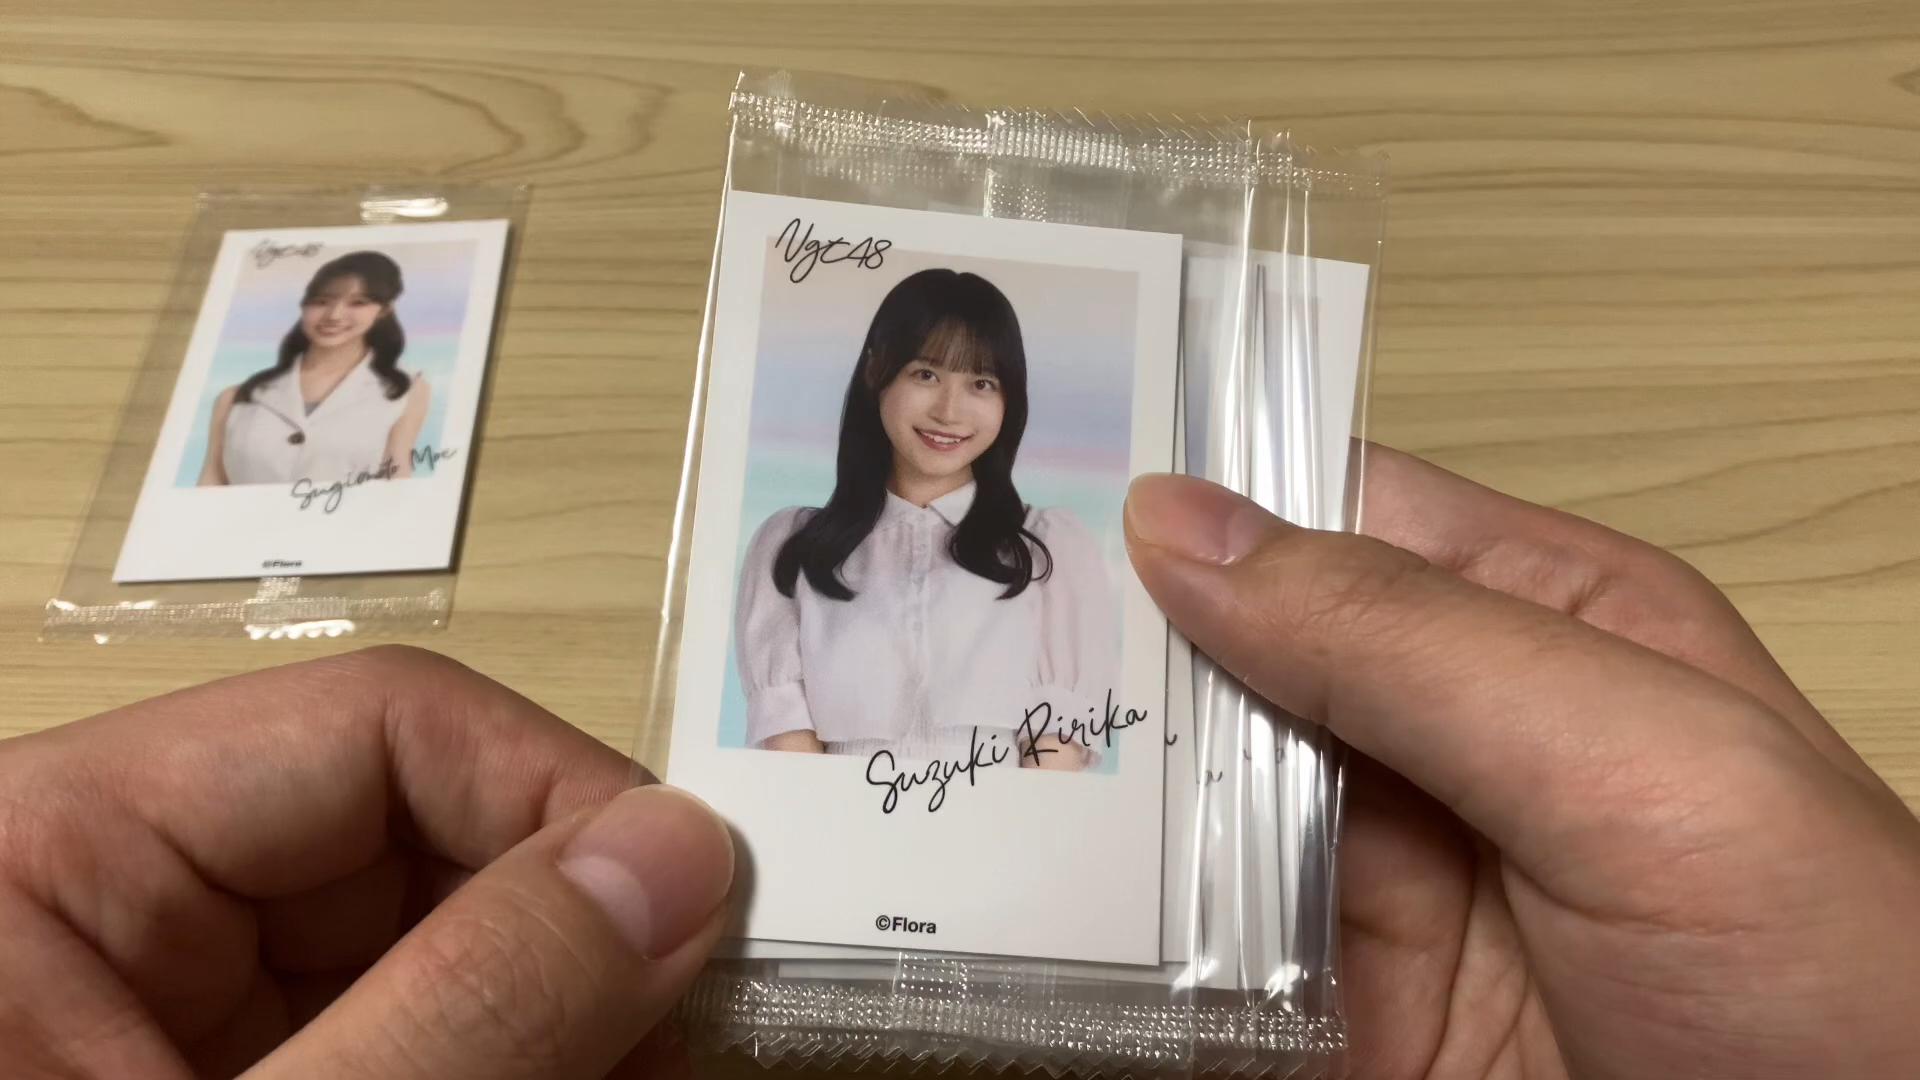 Ngt48
Sugimoto Moe
©Flora
Ngt48
Suzuki Ririka
©Flora